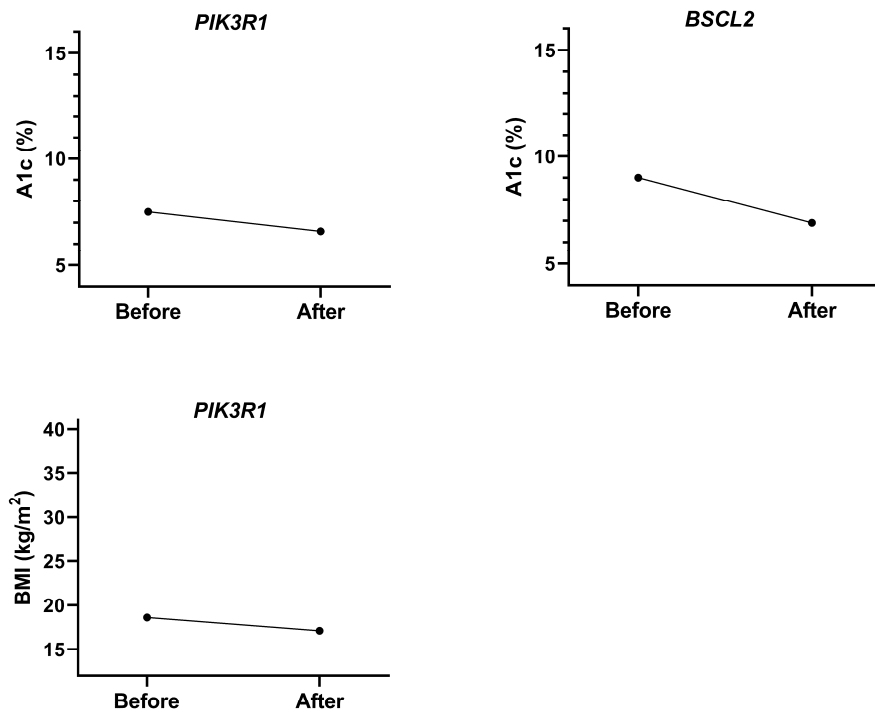 PIK3R1
A1c (%)
15
10
5
Before After
BSCL2
A1c (%)
15
10
5
Before After
PIK3R1
BMI (kg/m²)
40
35
30
25
20
15
Before After